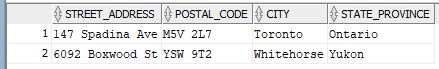 STREET_ADDRESS POSTAL_CODE CITY STATE_PROVINCE
1 147 Spadina Ave M5V 2L7 Toronto Ontario
2 6092 Boxwood St YSW 9T2 Whitehorse Yukon